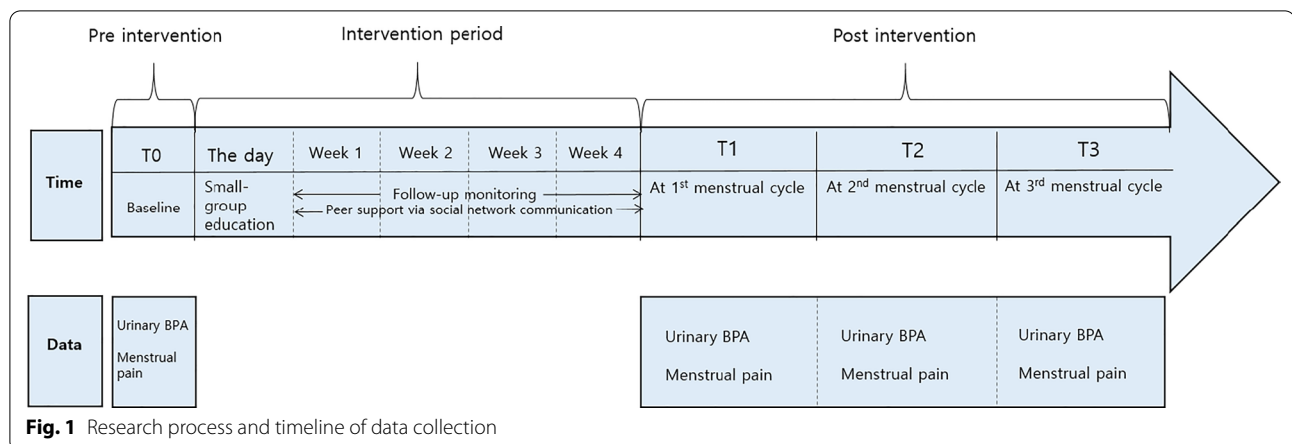 Pre intervention
Intervention period
Post intervention
Time
T0
The day
Week 1
Week 2
Week 3
Week 4
T1
T2
T3
Baseline
Small-
group
education
Follow-up monitoring
Peer support via social network communication
At 1st menstrual cycle
At 2nd menstrual cycle
At 3rd menstrual cycle
Data
Urinary BPA
Menstrual
pain
Urinary BPA
Menstrual pain
Urinary BPA
Menstrual pain
Urinary BPA
Menstrual pain
Fig. 1 Research process and timeline of data collection